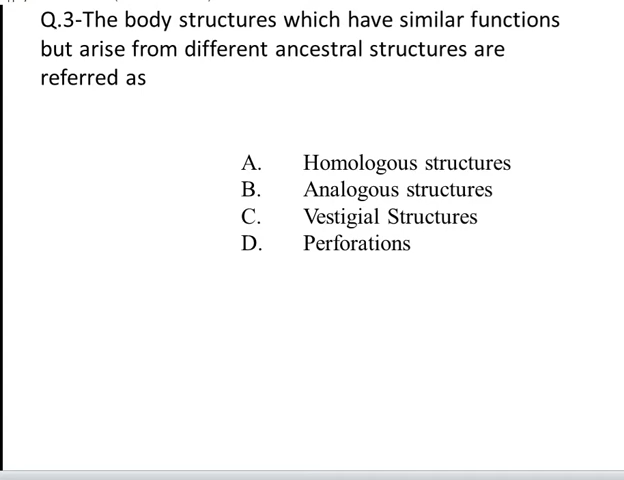 Q.3-The body structures which have similar functions
but arise from different ancestral structures are
referred as
A. Homologous structures
B. Analogous structures
C. Vestigial Structures
D. Perforations